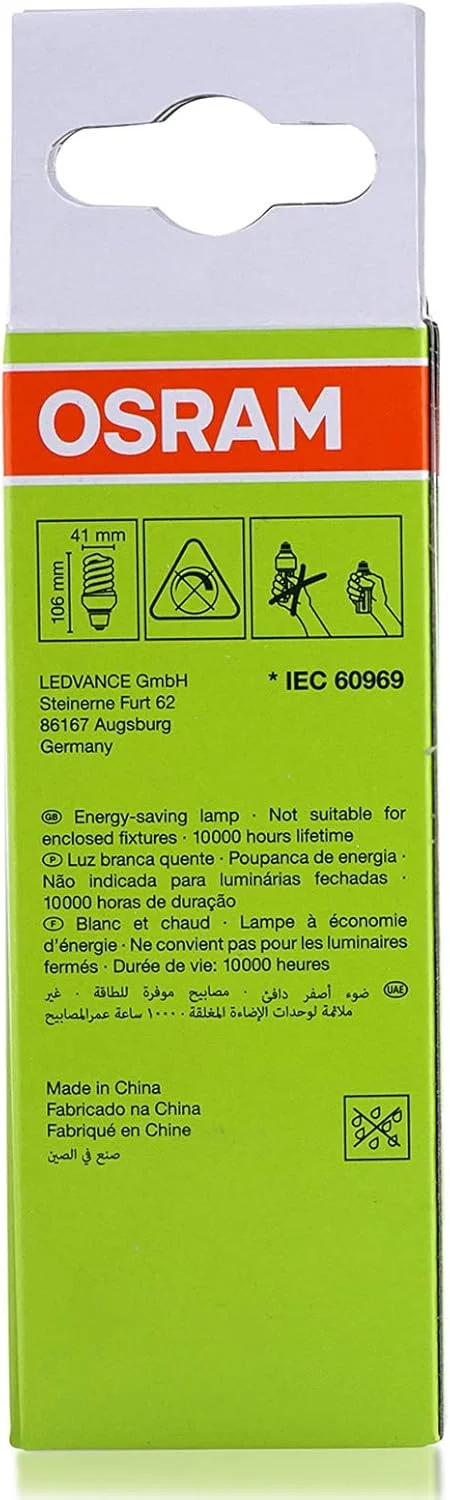 OSRAM
41 mm
106 mm
LEDVANCE GmbH
Steinerne Furt 62
86167 Augsburg
Germany
* IEC 60969
GB Energy-saving lamp · Not suitable for
enclosed fixtures · 10000 hours lifetime
P Luz branca quente · Poupanca de energia ·
Não indicada para luminárias fechadas ·
10000 horas de duração
F Blanc et chaud · Lampe à économie
d'énergie · Ne convient pas pour les luminaires
fermés · Durée de vie: 10000 heures
UAE ضوء أصفر دافئ · مصابيح موفرة للطاقة · غير
ملائمة لوحدات الإضاءة المغلقة · ١٠٠٠٠ ساعة عمرالمصابيح
Made in China
Fabricado na China
Fabriqué en Chine
صنع في الصين